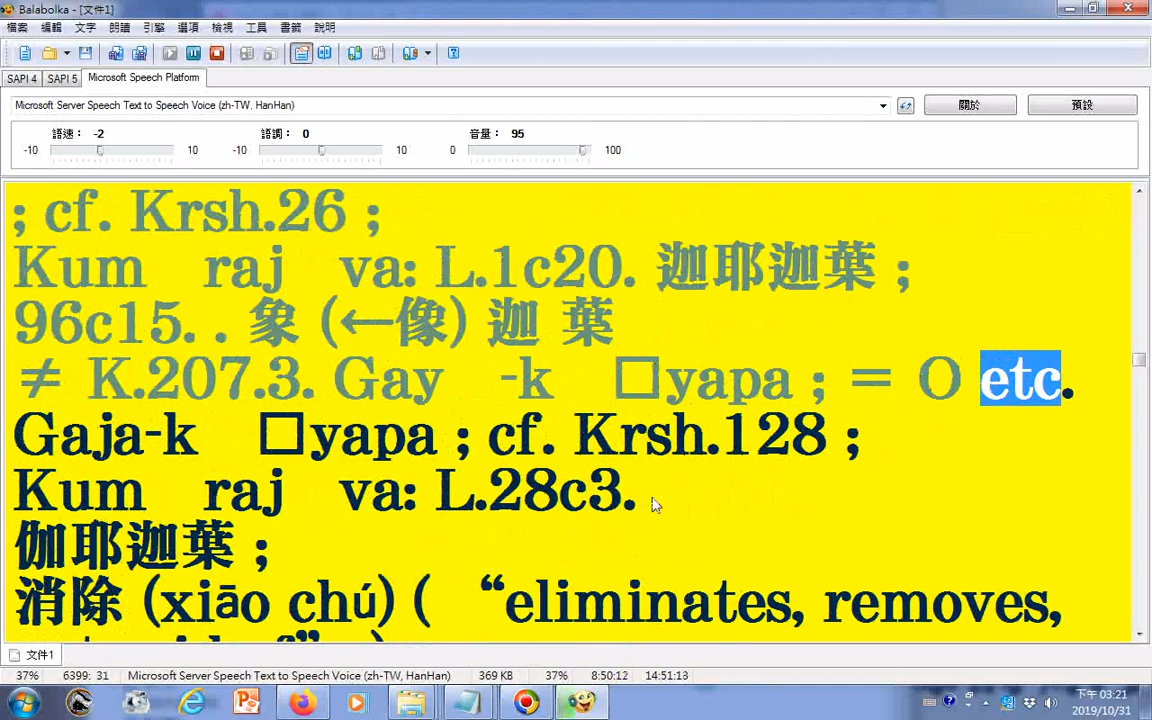 Balabolka - [文件1]
檔案 編輯 文字 朗讀 引擎 選項 檢視 工具 書籤 說明
SAPI 4 SAPI 5 Microsoft Speech Platform
Microsoft Server Speech Text to Speech Voice (zh-TW, HanHan) 關於 預設
語速： -2 語調： 0 音量： 95
-10 10 -10 10 0 100
; cf. Krsh.26 ;
Kum raj va: L.1c20. 迦耶迦葉 ;
96c15. . 象 (←像) 迦 葉
≠ K.207.3. Gay -k □yapa ; = O etc.
Gaja-k □yapa ; cf. Krsh.128 ;
Kum raj va: L.28c3.
伽耶迦葉 ;
消除 (xiāo chú) ( “eliminates, removes,
文件1
37% 6399: 31 Microsoft Server Speech Text to Speech Voice (zh-TW, HanHan) 369 KB 37% 8:50:12 14:51:13
下午 03:21
2019/10/31